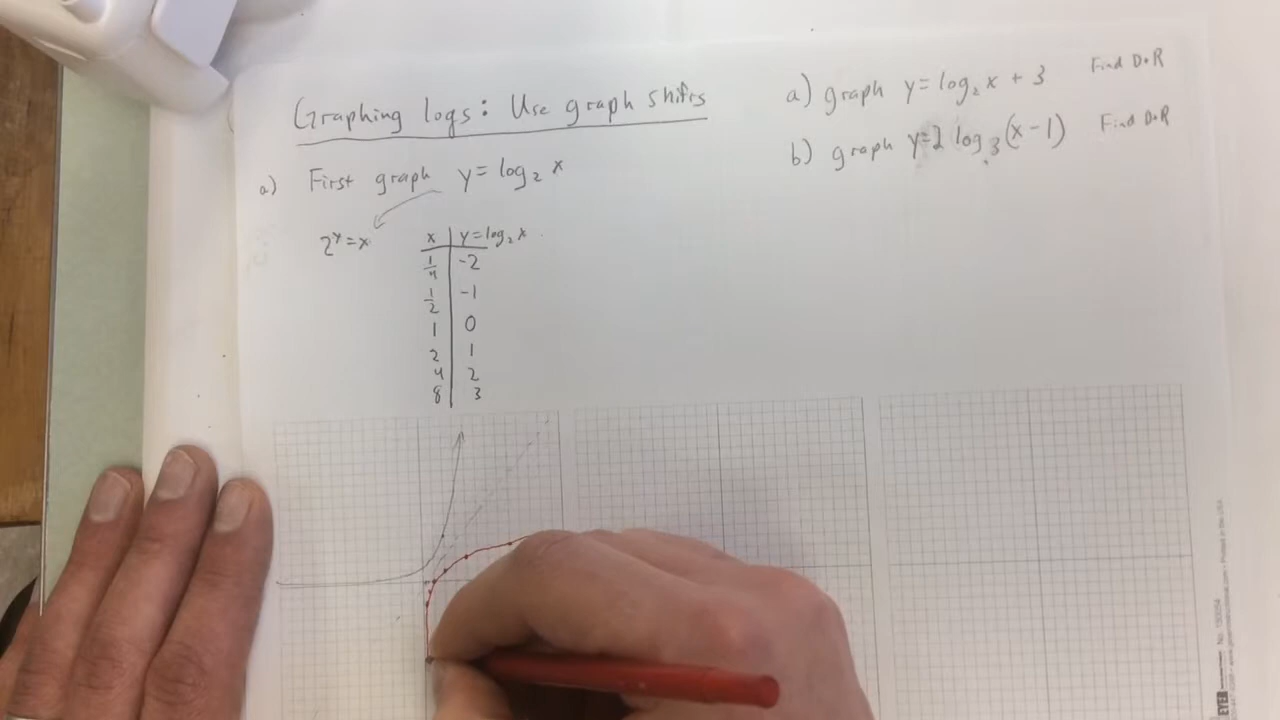 Graphing logs: Use graph shifts
a) graph y = log₂ x + 3 Find D+R
b) graph y=2 log₃(x-1) Find D+R
a) First graph y = log₂ x
2^y = x
x | y = log₂ x
1/4 | -2
1/2 | -1
1 | 0
2 | 1
4 | 2
8 | 3